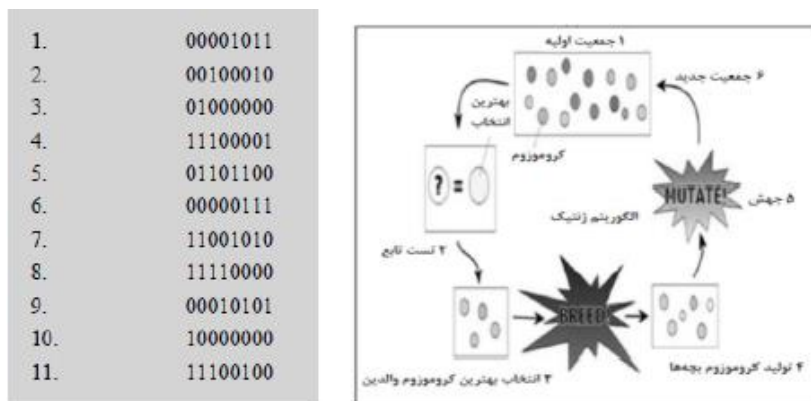 1. 00001011
2. 00100010
3. 01000000
4. 11100001
5. 01101100
6. 00000111
7. 11001010
8. 11110000
9. 00010101
10. 10000000
11. 11100100
۱ جمعیت اولیه
۶ جمعیت جدید
بهترین
انتخاب
کروموزوم
? =
MUTATE!
۵ جهش
الگوریتم ژنتیک
۲ تست تابع
BREED
۴ تولید کروموزوم بچه‌ها
۳ انتخاب بهترین کروموزوم والدین